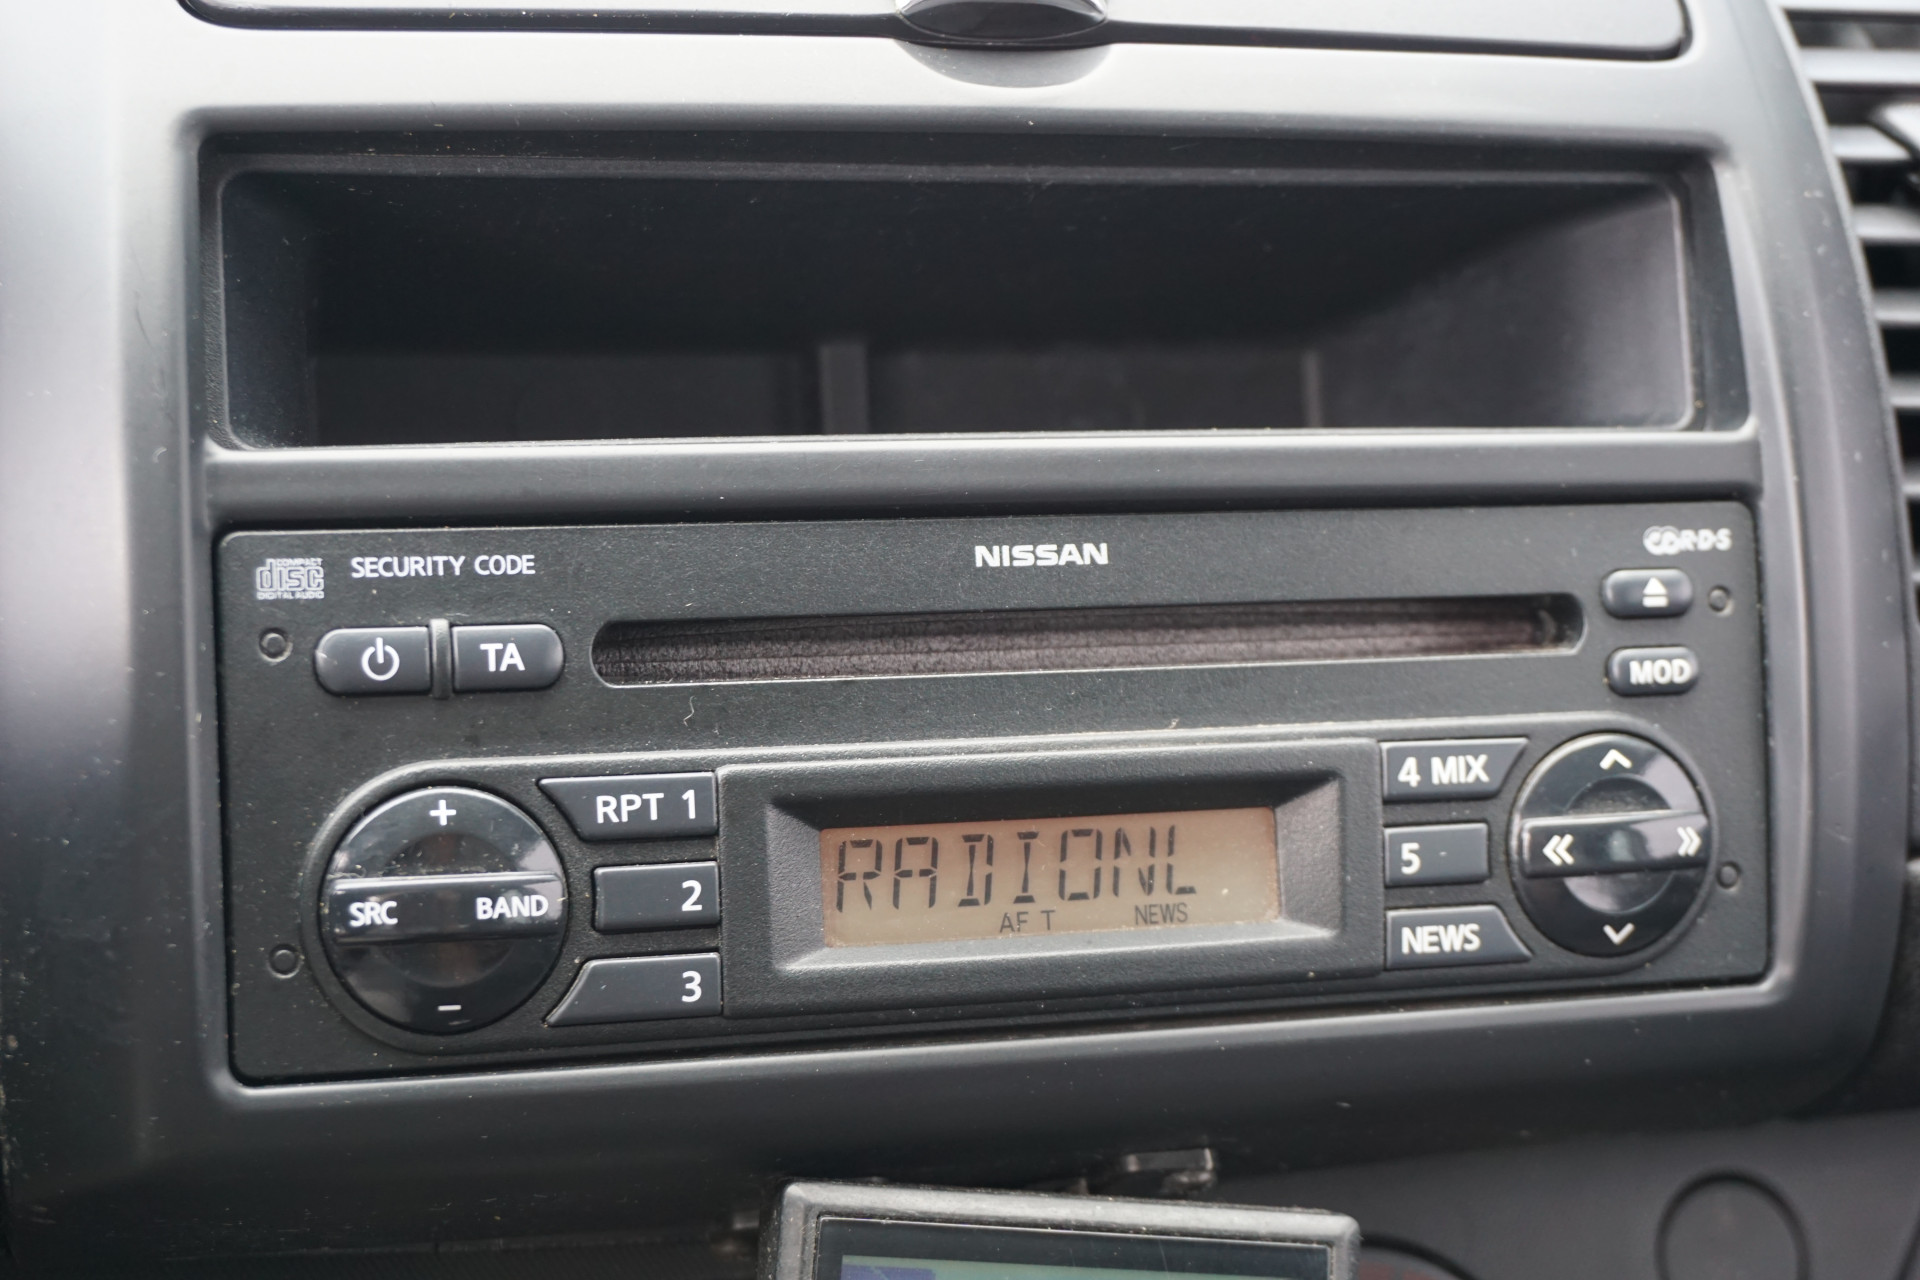 COMPACT
disc
DIGITAL AUDIO
SECURITY CODE
NISSAN
RDS
TA
MOD
RPT 1
4 MIX
+
SRC BAND
−
2
5
3
NEWS
RADIONL
AF T NEWS